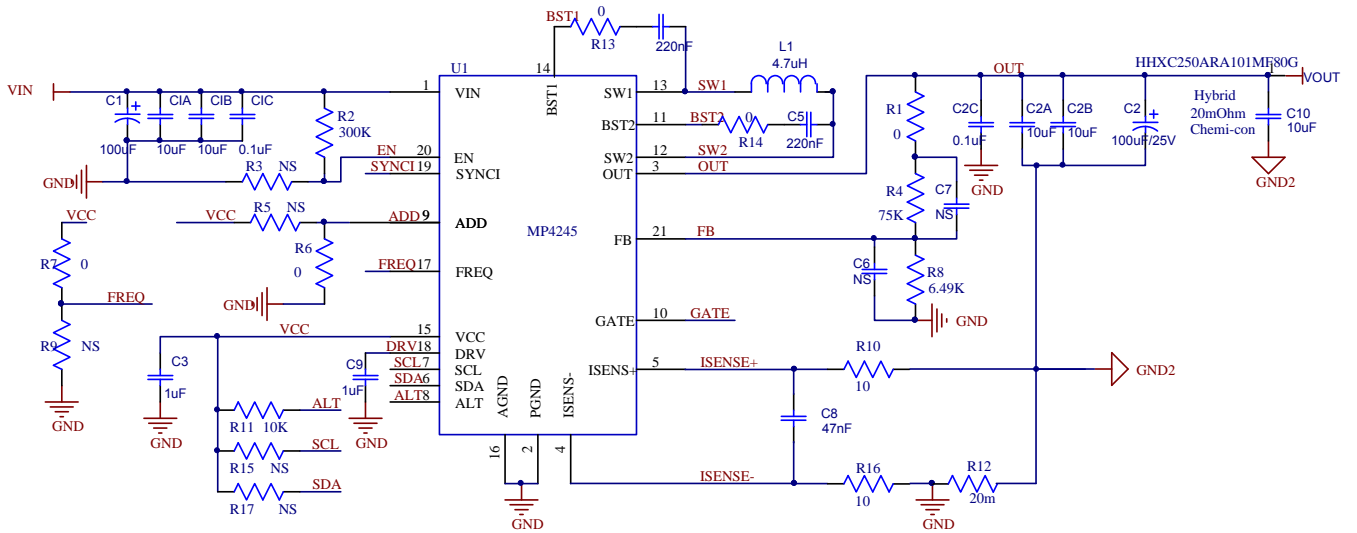 BST1
0
R13
220nF
14
BST1
U1
L1
4.7uH
OUT
HHXC250ARA101MF80G
1
VOUT
VIN
1
VIN
SW1
13
SW1
C1
+
100uF
CIA
10uF
CIB
10uF
CIC
0.1uF
R2
300K
BST2
11
BST2
0
R14
C5
220nF
R1
0
C2C
0.1uF
GND
C2A
10uF
C2B
10uF
C2
+
100uF/25V
Hybrid
20mOhm
Chemi-con
C10
10uF
GND2
EN
20
EN
SW2
12
SW2
GND
R3
NS
SYNCI
19
SYNCI
OUT
3
OUT
R4
75K
C7
NS
VCC
VCC
R5
NS
ADD
9
ADD
MP4245
FB
21
FB
R7
0
R6
0
FREQ
17
FREQ
C6
NS
R8
6.49K
FREQ
GND
GND
GATE
10
GATE
R9
NS
VCC
15
VCC
DRV
18
DRV
SCL
7
SCL
SDA
6
SDA
ALT
8
ALT
ISENS+
5
ISENSE+
R10
10
GND2
C3
1uF
C9
1uF
GND
GND
GND
R11
10K
ALT
R15
NS
SCL
R17
NS
SDA
AGND
PGND
ISENS-
16
2
4
GND
C8
47nF
ISENSE-
R16
10
GND
R12
20m